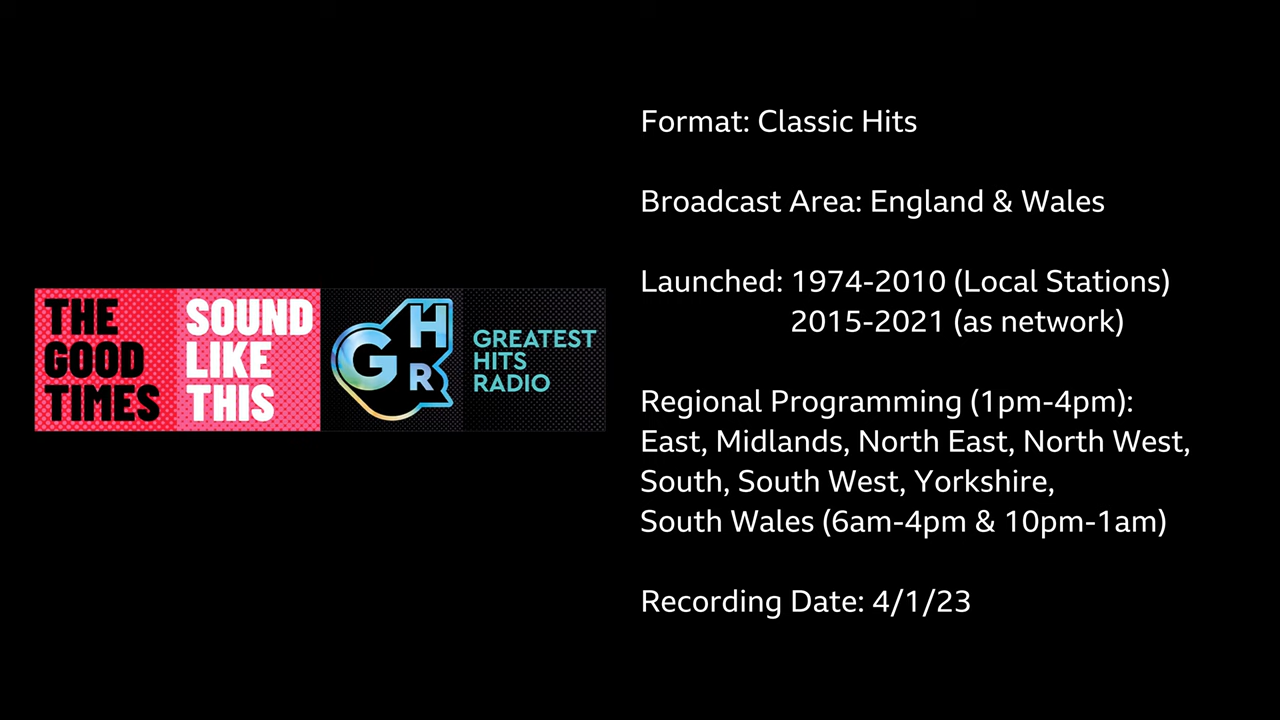 THE
GOOD
TIMES
SOUND
LIKE
THIS
GHR
GREATEST
HITS
RADIO
Format: Classic Hits
Broadcast Area: England & Wales
Launched: 1974-2010 (Local Stations)
2015-2021 (as network)
Regional Programming (1pm-4pm):
East, Midlands, North East, North West,
South, South West, Yorkshire,
South Wales (6am-4pm & 10pm-1am)
Recording Date: 4/1/23